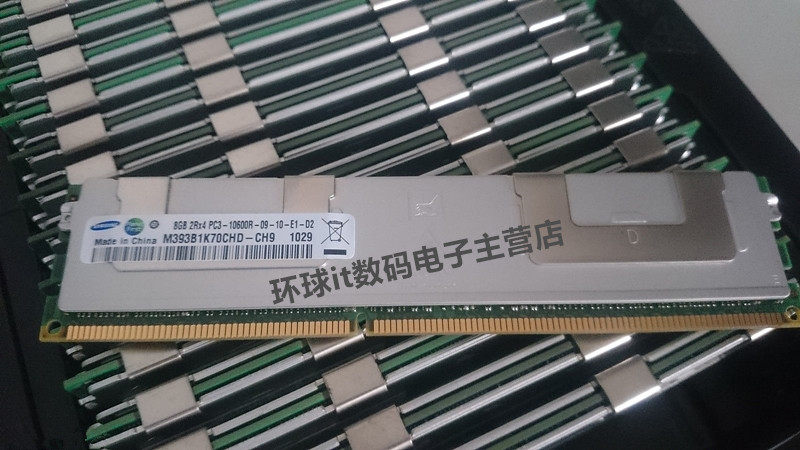 SAMSUNG
8GB 2Rx4 PC3-10600R-09-10-E1-D2
Made in China M393B1K70CHD-CH9 1029
环球it数码电子主营店
D